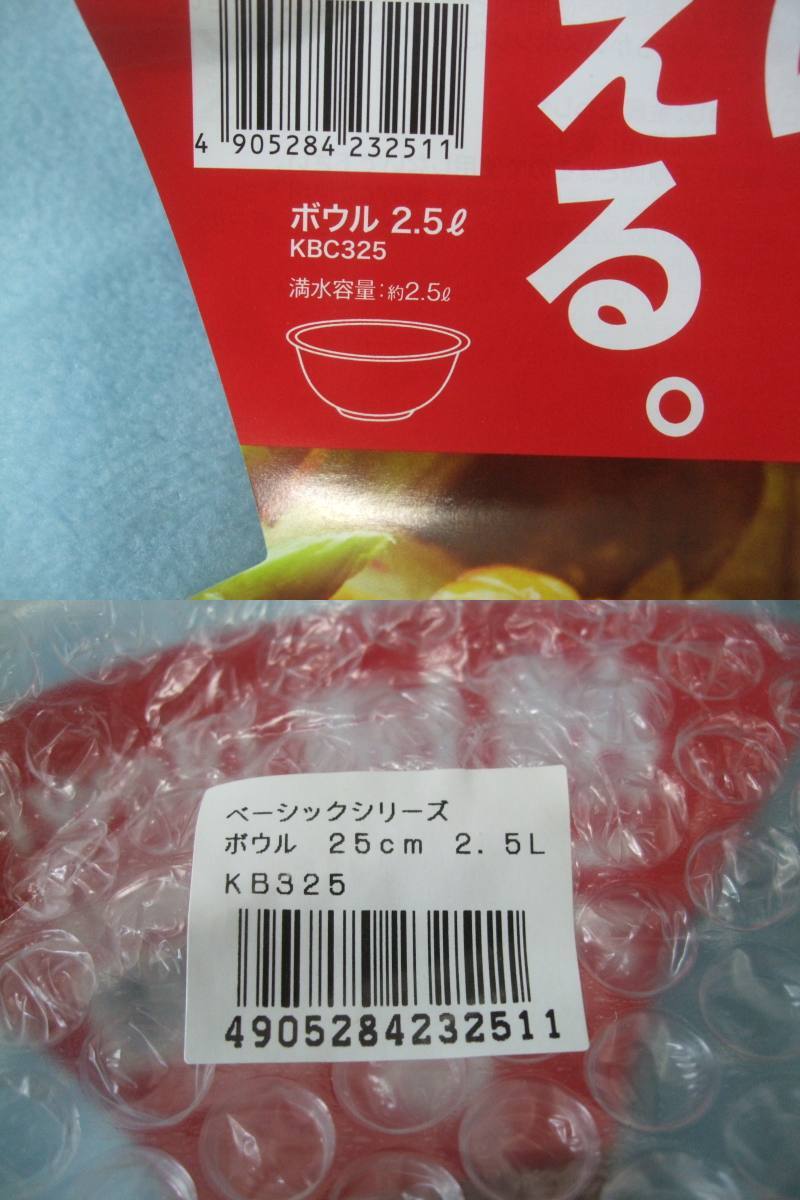 4 905284 232511
ボウル 2.5ℓ
KBC325
満水容量:約2.5ℓ
える。
ベーシックシリーズ
ボウル 25cm 2.5L
KB325
4905284232511